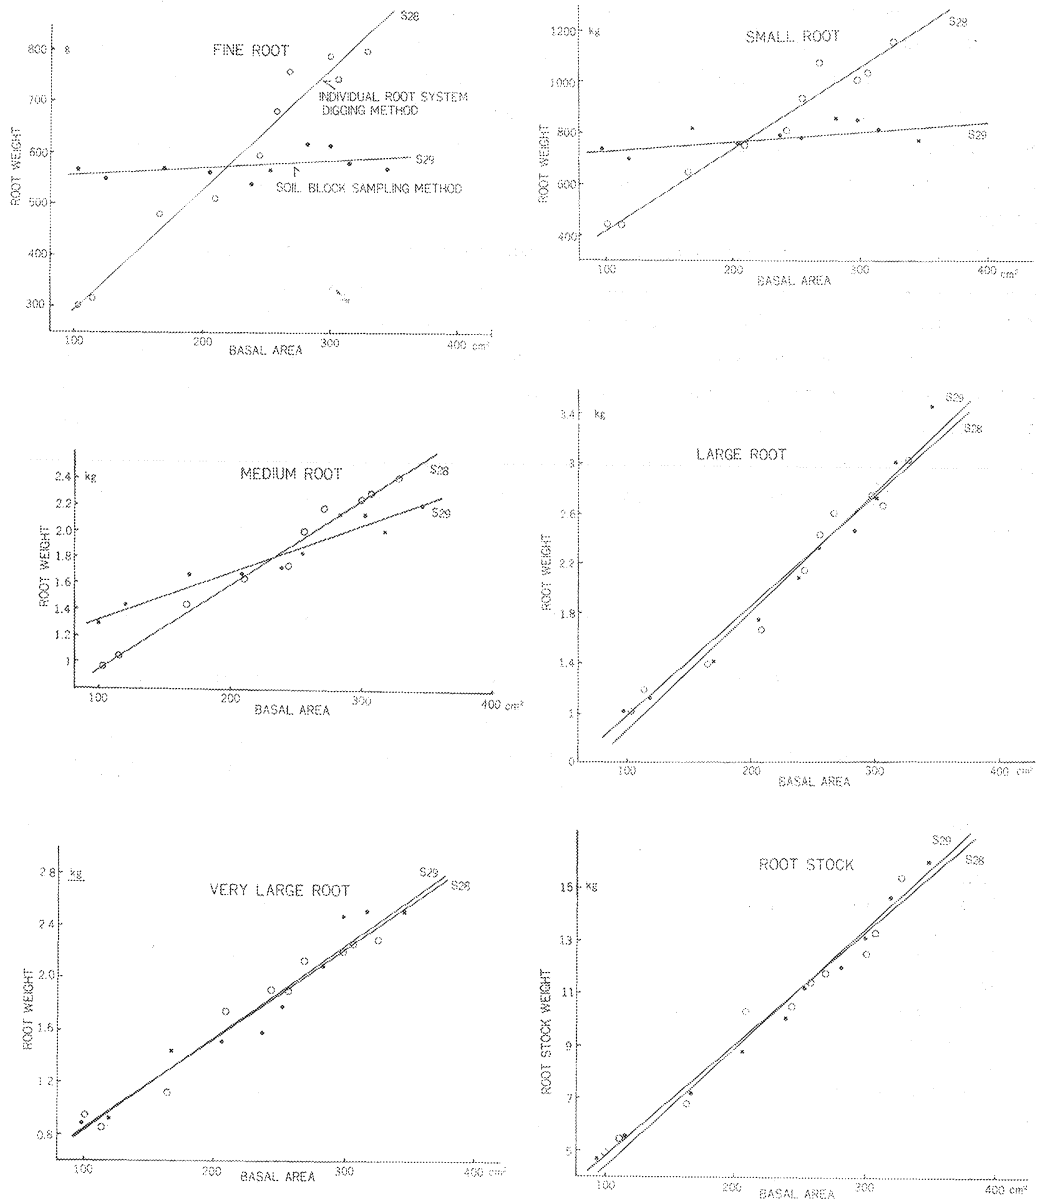 FINE ROOT
800
700
600
500
400
300
g
S28
INDIVIDUAL ROOT SYSTEM
DIGGING METHOD
S29
SOIL BLOCK SAMPLING METHOD
ROOT WEIGHT
100
200
300
400 cm²
BASAL AREA
SMALL ROOT
1200
1000
800
600
400
kg
S28
S29
ROOT WEIGHT
100
200
300
400 cm²
BASAL AREA
MEDIUM ROOT
2.4
2.2
2.0
1.8
1.6
1.4
1.2
1
kg
S28
S29
ROOT WEIGHT
100
200
300
400 cm²
BASAL AREA
LARGE ROOT
3.4
3
2.6
2.2
1.8
1.4
1
0
kg
S29
S28
ROOT WEIGHT
100
200
300
400 cm²
BASAL AREA
VERY LARGE ROOT
2.8
2.4
2.0
1.6
1.2
0.8
kg
S29
S28
ROOT WEIGHT
100
200
300
400 cm²
BASAL AREA
ROOT STOCK
15
13
11
9
7
5
kg
S29
S28
ROOT STOCK WEIGHT
100
200
300
400 cm²
BASAL AREA